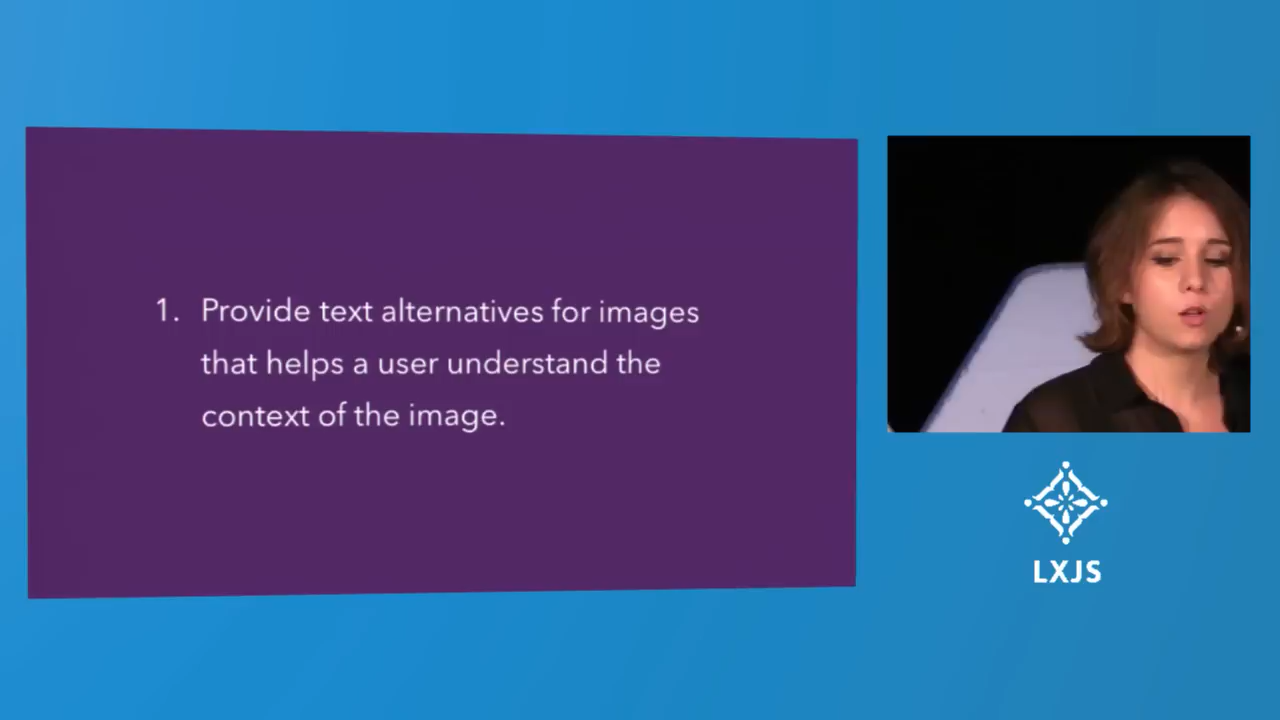 1. Provide text alternatives for images
that helps a user understand the
context of the image.
LXJS